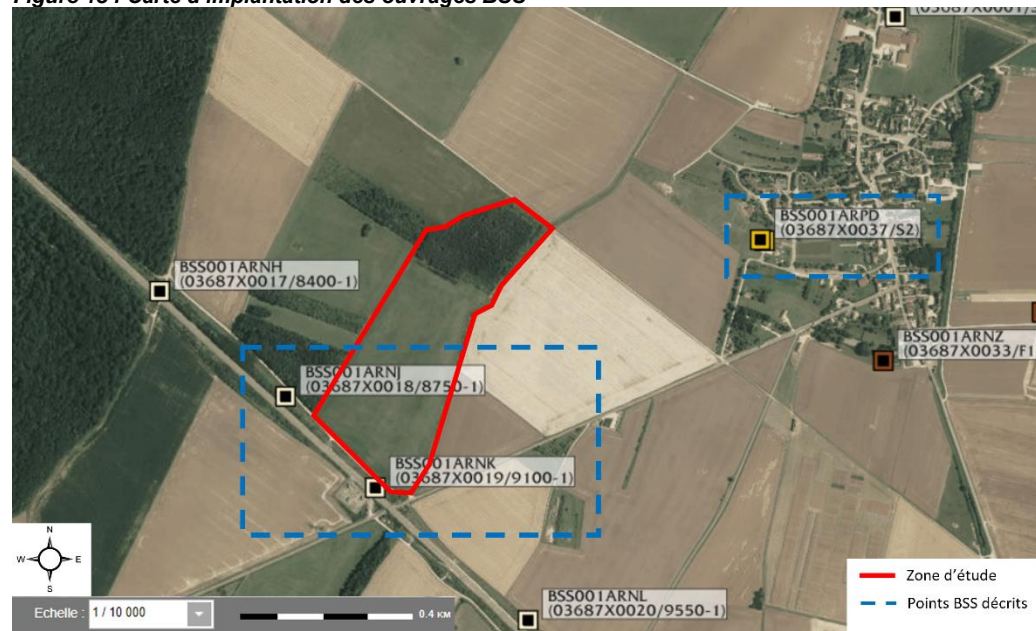 Figure 13 : Carte d'implantation des ouvrages BSS
BSS001ARPD
(03687X0037/S2)
BSS001ARNH
(03687X0017/8400-1)
BSS001ARNZ
(03687X0033/F1
BSS001ARNJ
(03687X0018/8750-1)
BSS001ARNK
(03687X0019/9100-1)
BSS001ARNL
(03687X0020/9550-1)
N
W
E
S
Echelle : 1 / 10 000
0.4 KM
Zone d'étude
Points BSS décrits